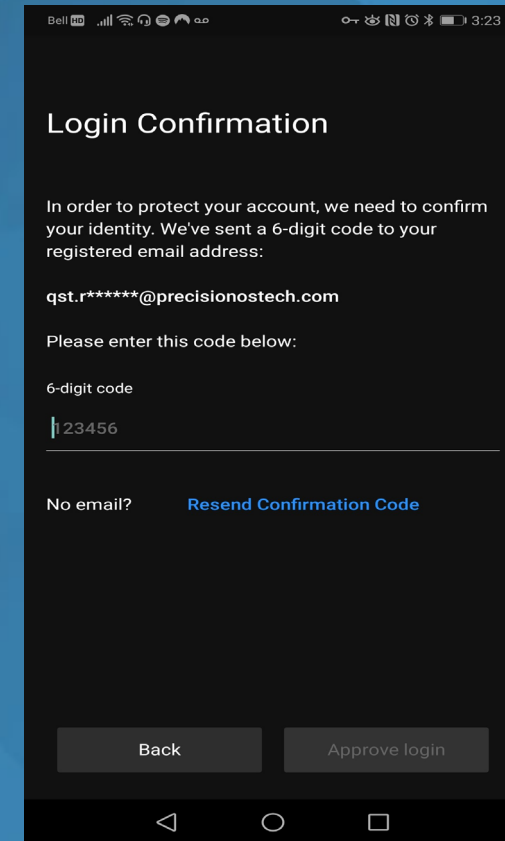 Bell HD 3:23
Login Confirmation
In order to protect your account, we need to confirm
your identity. We've sent a 6-digit code to your
registered email address:
qst.r******@precisionostech.com
Please enter this code below:
6-digit code
123456
No email? Resend Confirmation Code
Back Approve login